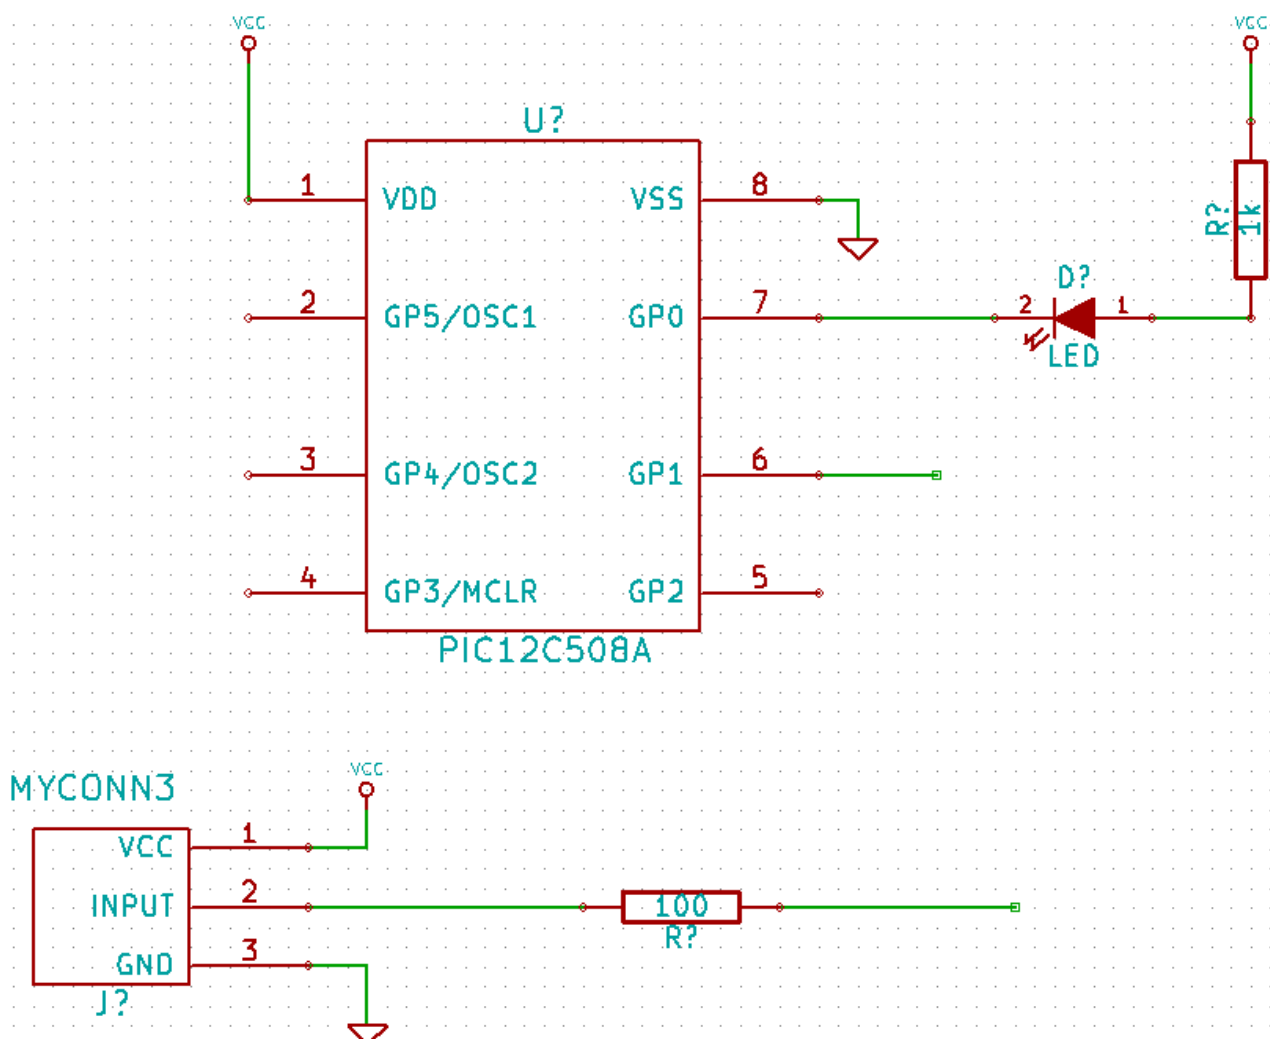 VCC
VCC
U?
1
VDD
VSS
8
R?
1k
2
GP5/OSC1
GP0
7
D?
2
1
LED
3
GP4/OSC2
GP1
6
4
GP3/MCLR
GP2
5
PIC12C508A
MYCONN3
VCC
VCC
1
INPUT
2
100
R?
GND
3
J?